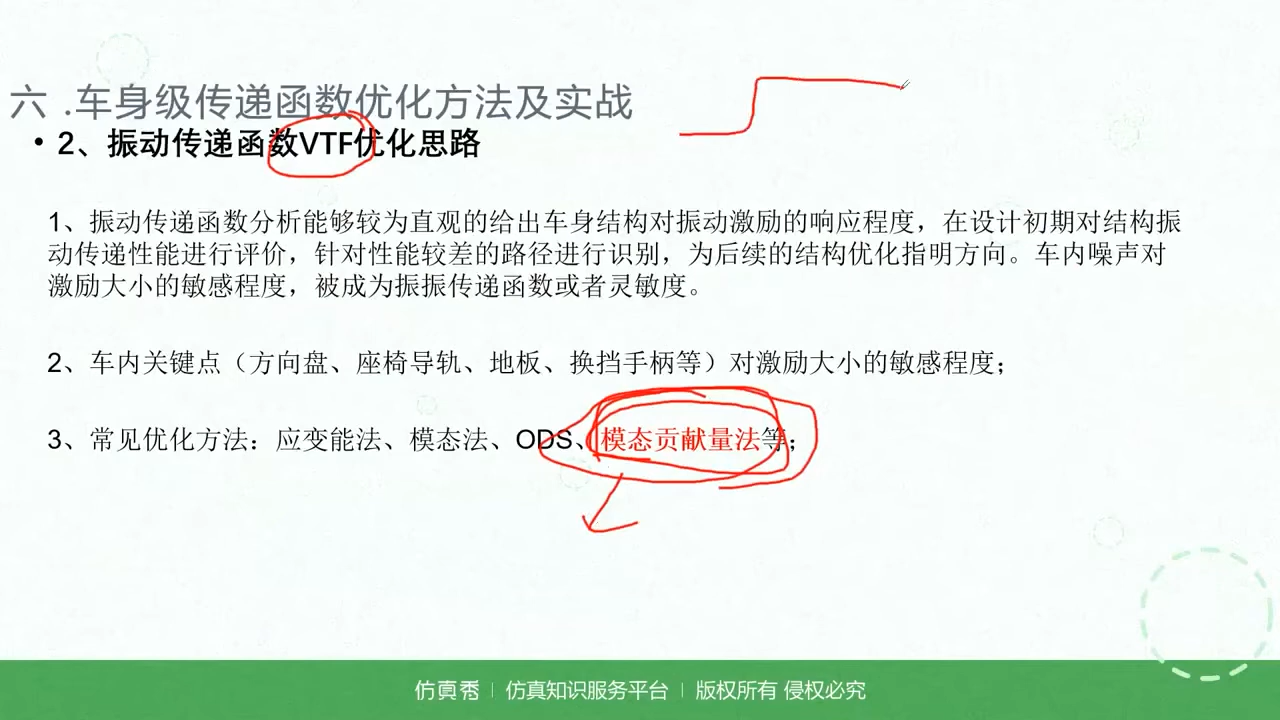 六 .车身级传递函数优化方法及实战
• 2、振动传递函数VTF优化思路
1、振动传递函数分析能够较为直观的给出车身结构对振动激励的响应程度，在设计初期对结构振
动传递性能进行评价，针对性能较差的路径进行识别，为后续的结构优化指明方向。车内噪声对
激励大小的敏感程度，被成为振振传递函数或者灵敏度。
2、车内关键点（方向盘、座椅导轨、地板、换挡手柄等）对激励大小的敏感程度；
3、常见优化方法：应变能法、模态法、ODS、模态贡献量法等；
仿真秀 | 仿真知识服务平台 | 版权所有 侵权必究